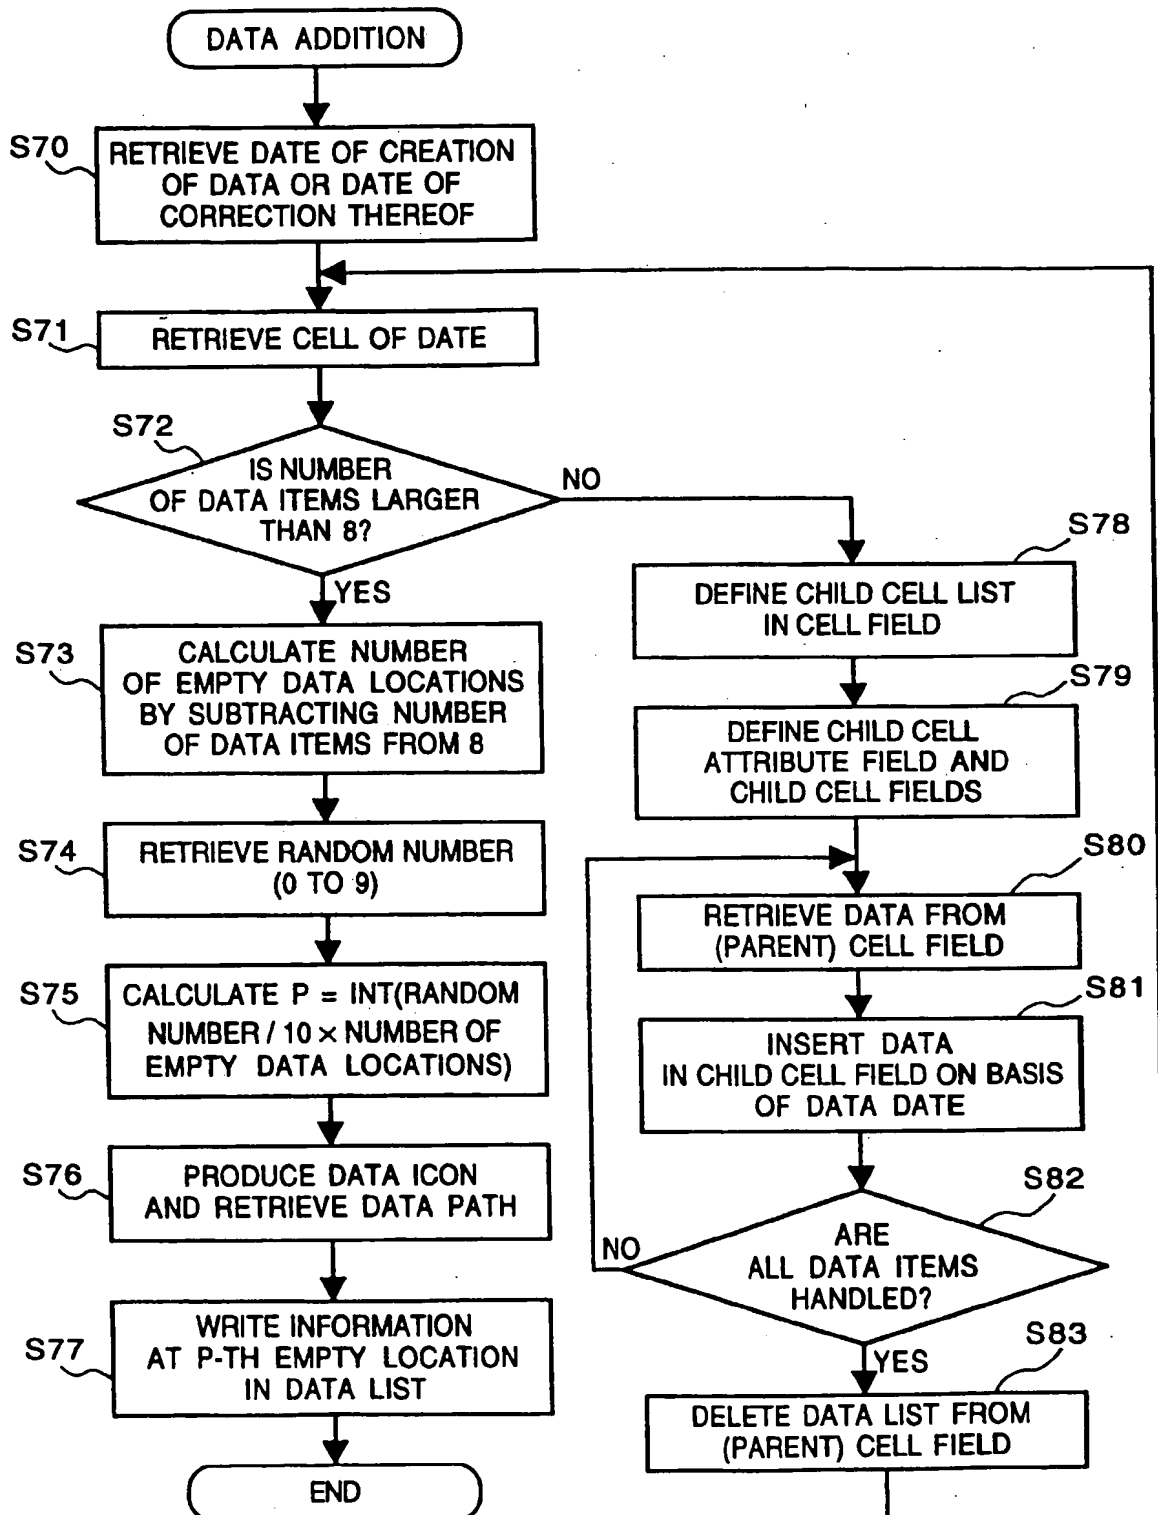 DATA ADDITION
S70
RETRIEVE DATE OF CREATION
OF DATA OR DATE OF
CORRECTION THEREOF
S71
RETRIEVE CELL OF DATE
S72
IS NUMBER
OF DATA ITEMS LARGER
THAN 8?
NO
YES
S73
CALCULATE NUMBER
OF EMPTY DATA LOCATIONS
BY SUBTRACTING NUMBER
OF DATA ITEMS FROM 8
S74
RETRIEVE RANDOM NUMBER
(0 TO 9)
S75
CALCULATE P = INT(RANDOM
NUMBER / 10 × NUMBER OF
EMPTY DATA LOCATIONS)
S76
PRODUCE DATA ICON
AND RETRIEVE DATA PATH
S77
WRITE INFORMATION
AT P-TH EMPTY LOCATION
IN DATA LIST
END
S78
DEFINE CHILD CELL LIST
IN CELL FIELD
S79
DEFINE CHILD CELL
ATTRIBUTE FIELD AND
CHILD CELL FIELDS
S80
RETRIEVE DATA FROM
(PARENT) CELL FIELD
S81
INSERT DATA
IN CHILD CELL FIELD ON BASIS
OF DATA DATE
S82
ARE
ALL DATA ITEMS
HANDLED?
NO
YES
S83
DELETE DATA LIST FROM
(PARENT) CELL FIELD